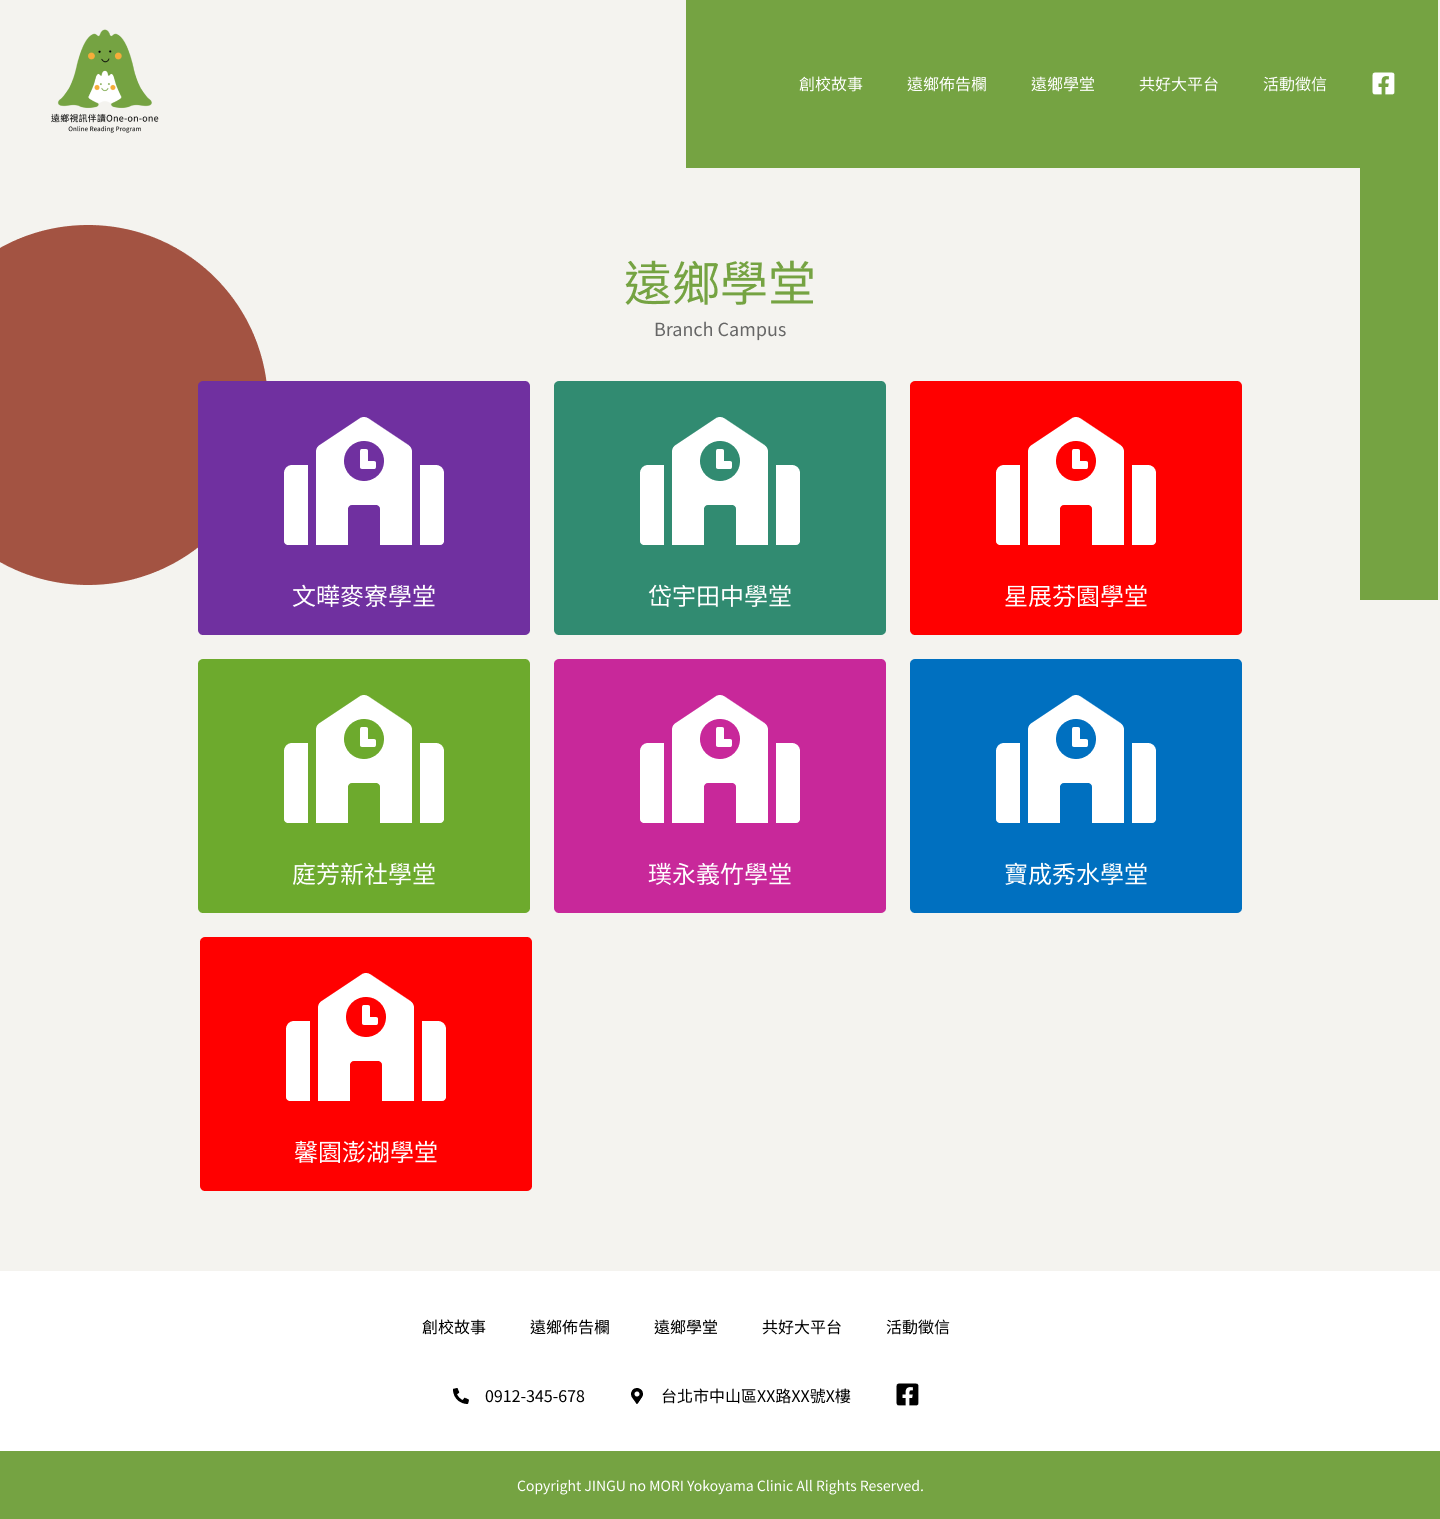 遠鄉視訊伴讀One-on-one
Online Reading Program
創校故事
遠鄉佈告欄
遠鄉學堂
共好大平台
活動徵信
遠鄉學堂
Branch Campus
文曄麥寮學堂
岱宇田中學堂
星展芬園學堂
庭芳新社學堂
璞永義竹學堂
寶成秀水學堂
馨園澎湖學堂
創校故事
遠鄉佈告欄
遠鄉學堂
共好大平台
活動徵信
0912-345-678
台北市中山區XX路XX號X樓
Copyright JINGU no MORI Yokoyama Clinic All Rights Reserved.